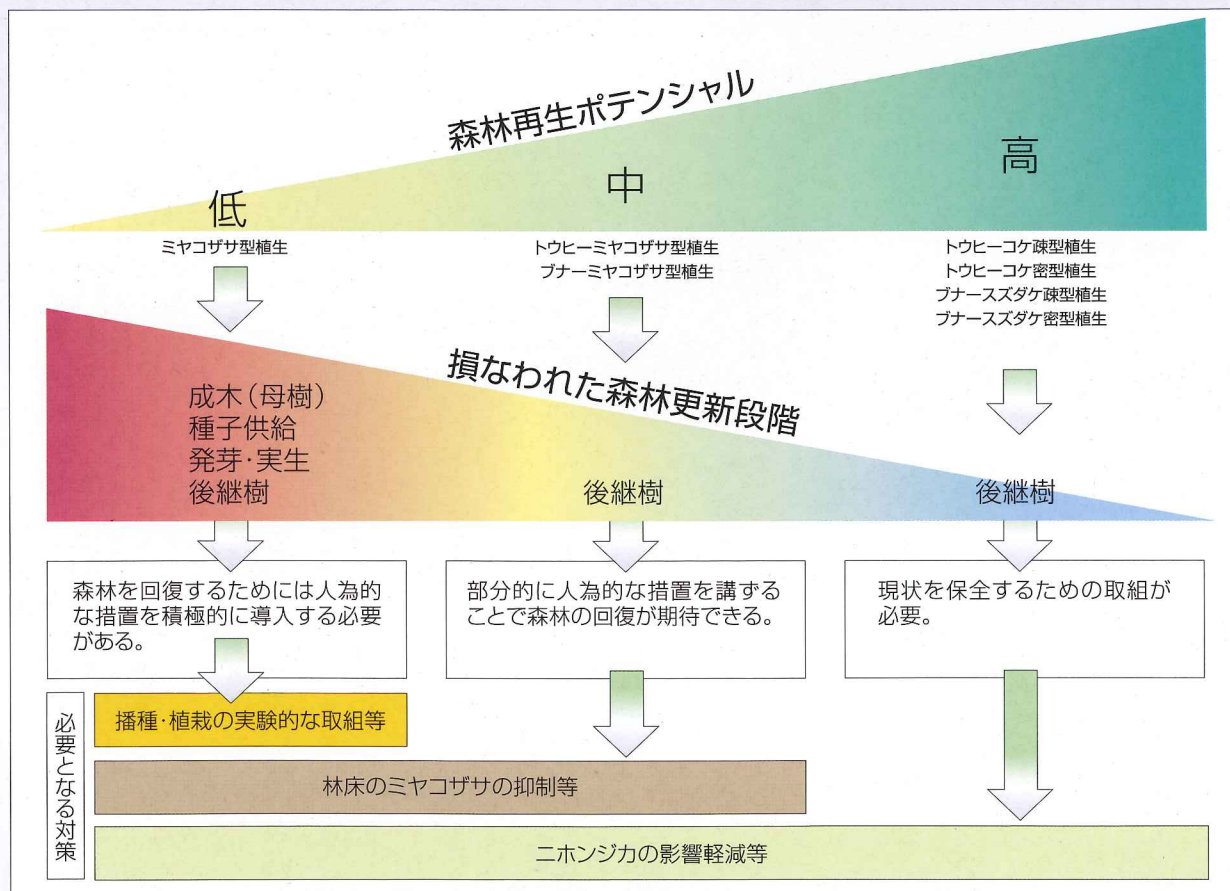 森林再生ポテンシャル
低
中
高
ミヤコザサ型植生
トウヒーミヤコザサ型植生
ブナーミヤコザサ型植生
トウヒーコケ疎型植生
トウヒーコケ密型植生
ブナースズダケ疎型植生
ブナースズダケ密型植生
損なわれた森林更新段階
成木(母樹)
種子供給
発芽・実生
後継樹
後継樹
後継樹
森林を回復するためには人為的
な措置を積極的に導入する必要
がある。
部分的に人為的な措置を講ずる
ことで森林の回復が期待できる。
現状を保全するための取組が
必要。
必要となる対策
播種・植栽の実験的な取組等
林床のミヤコザサの抑制等
ニホンジカの影響軽減等